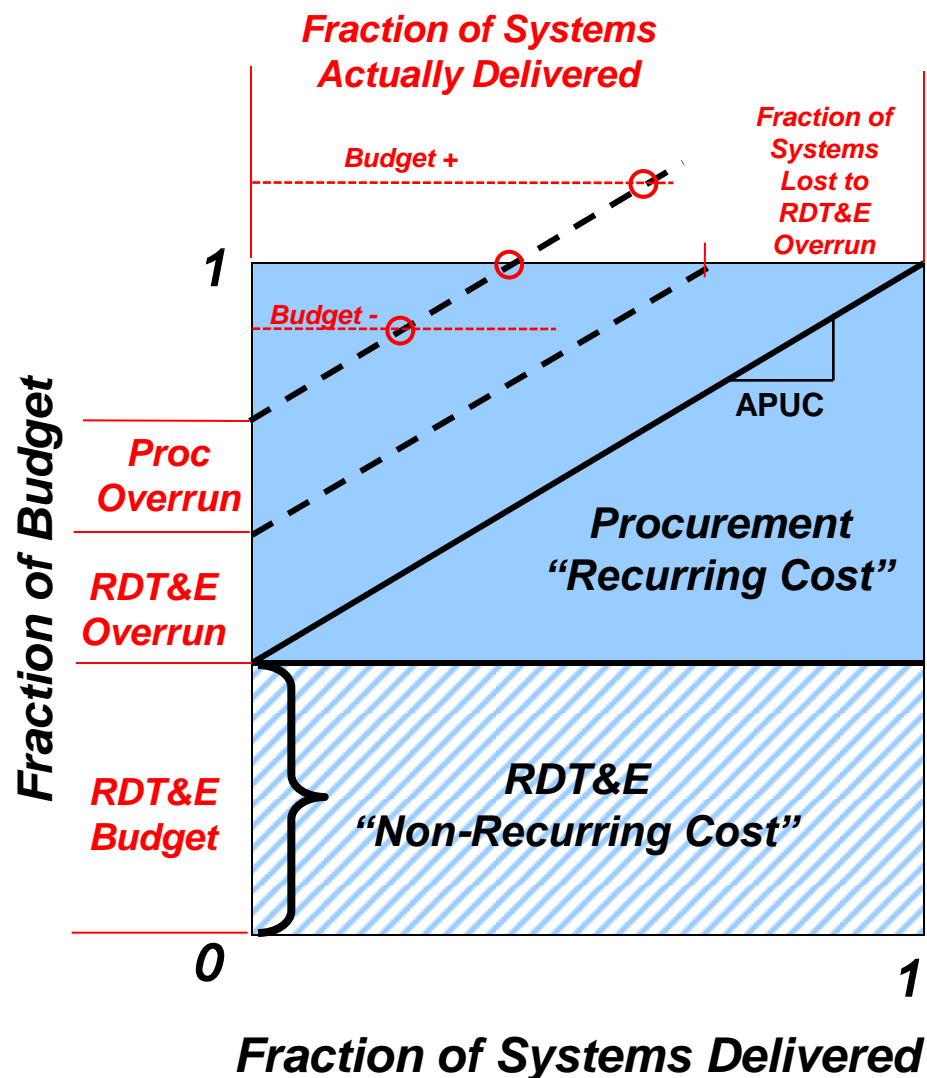 Fraction of Systems
Actually Delivered
Fraction of
Systems
Lost to
RDT&E
Overrun
Budget +
1
Budget -
APUC
Fraction of Budget
Proc
Overrun
Procurement
“Recurring Cost”
RDT&E
Overrun
RDT&E
Budget
RDT&E
“Non-Recurring Cost”
0
1
Fraction of Systems Delivered